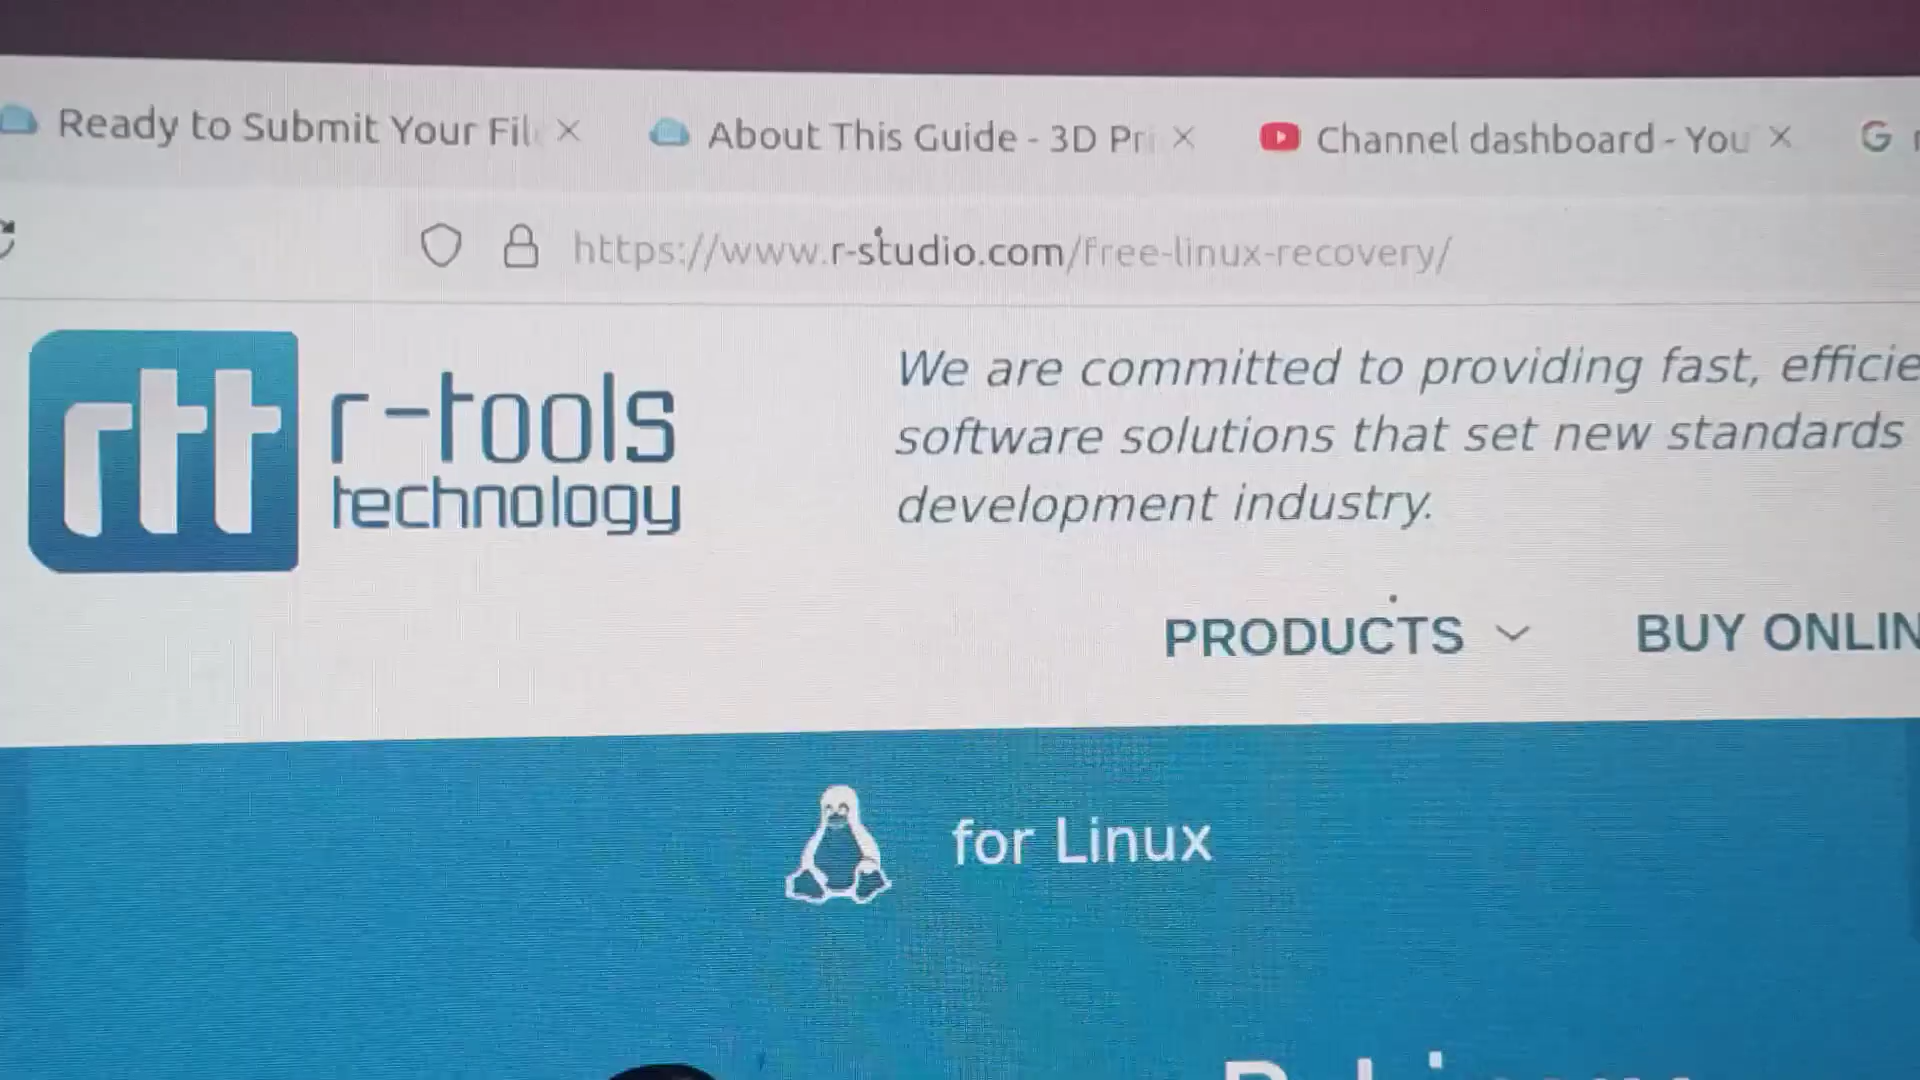 Ready to Submit Your Fil
About This Guide - 3D Pri
Channel dashboard - You
https://www.r-studio.com/free-linux-recovery/
rtt
r-tools
technology
We are committed to providing fast, efficie
software solutions that set new standards
development industry.
PRODUCTS
BUY ONLIN
for Linux